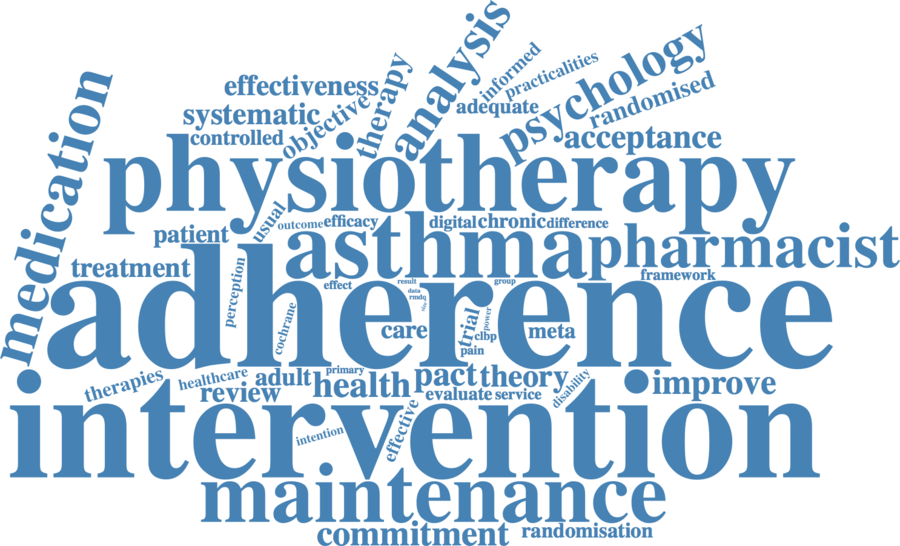 analysis
informed
practicalities
psychology
randomised
effectiveness
therapy
adequate
systematic
objective
acceptance
controlled
medication
physiotherapy
usual
outcome
efficacy
digital
chronic
difference
patient
asthma
pharmacist
treatment
perception
effect
result
group
framework
data
rmdq
adherence
cochrane
care
trial
power
clbp
meta
pain
therapies
healthcare
primary
adult
health
pact
theory
improve
review
evaluate
service
disability
intervention
intention
effective
maintenance
commitment
randomisation